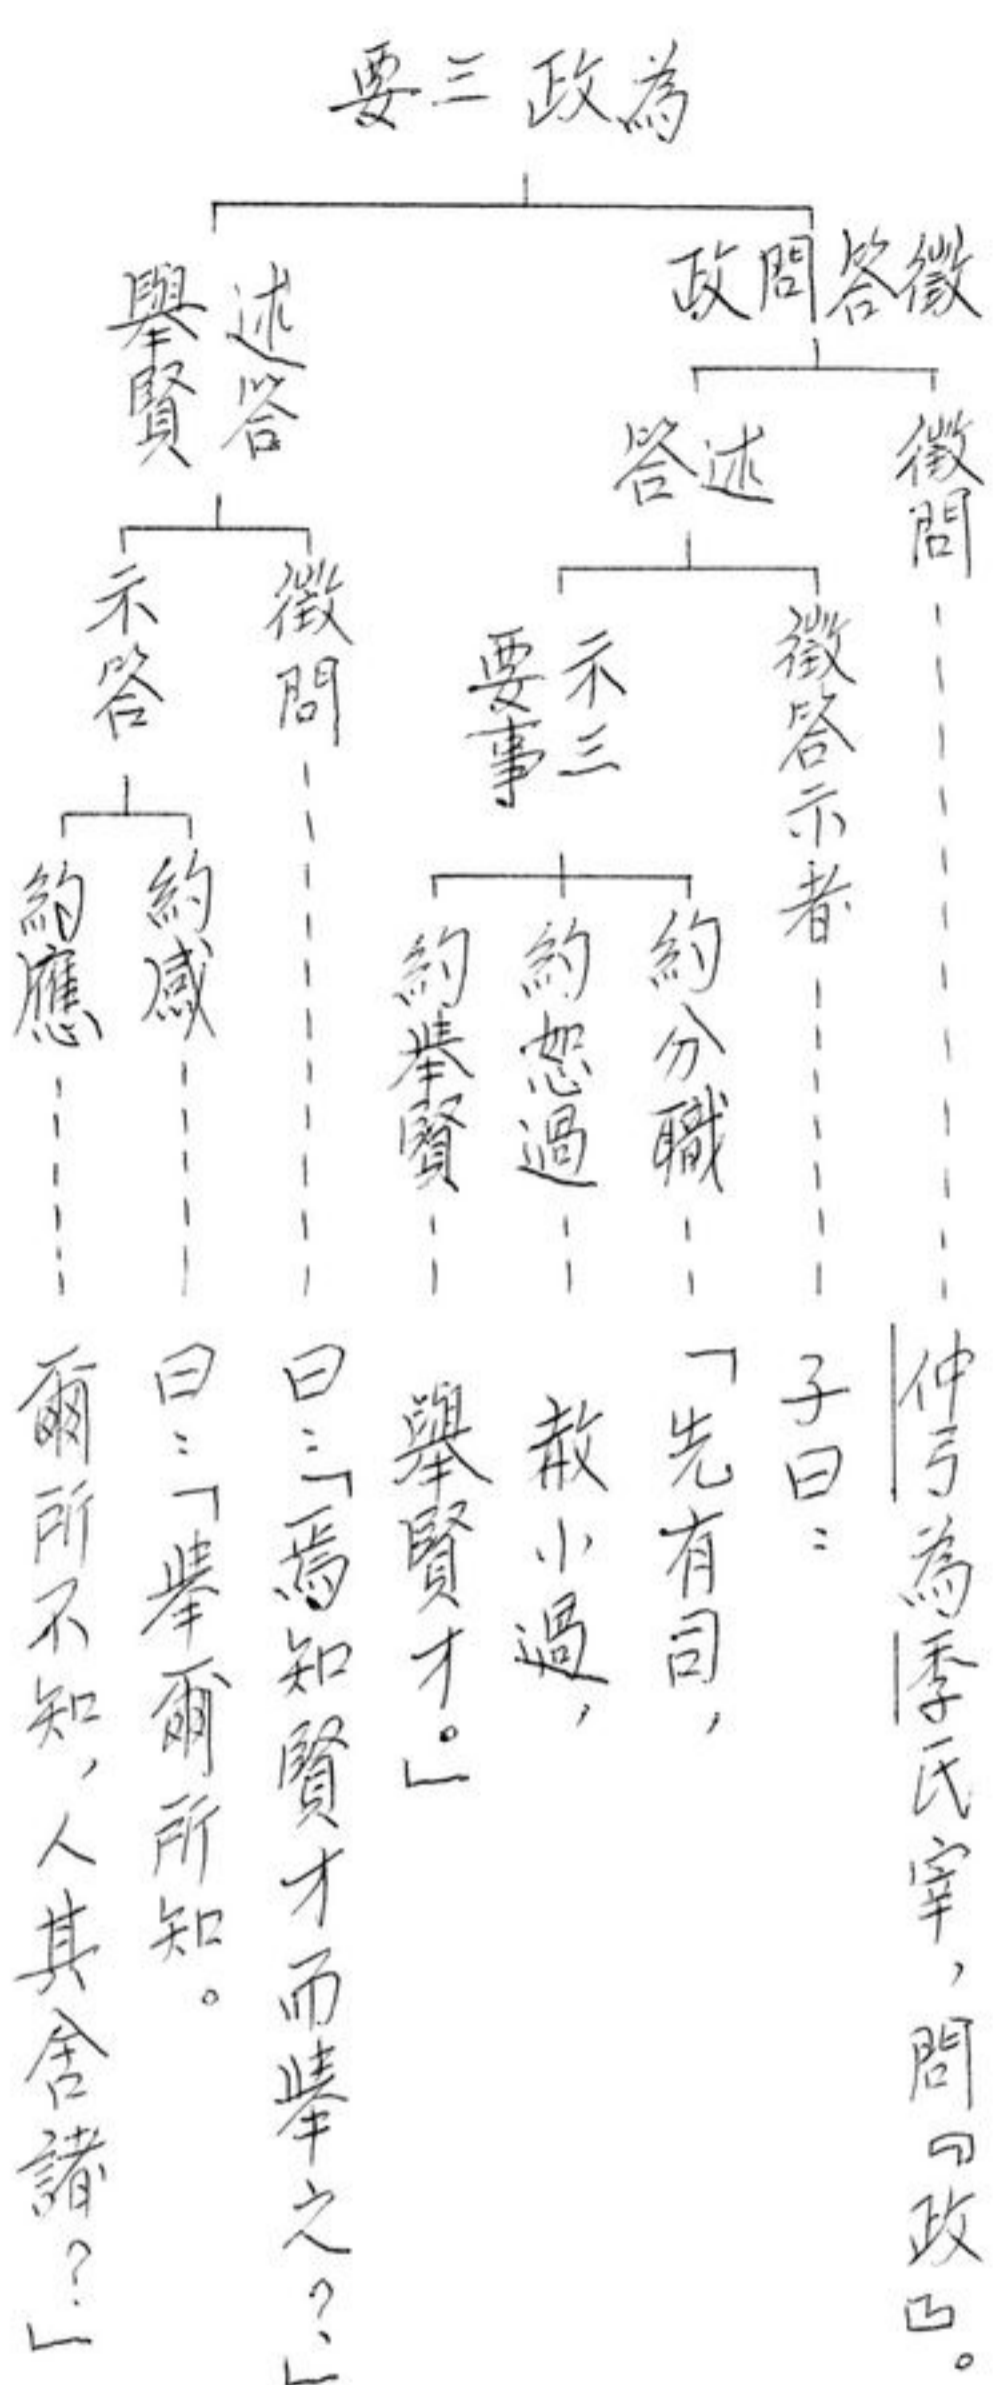 為政三要
徵答問政
述答舉賢
徵問
述答
徵問
示答
徵答示者
示三要事
約分職
約恕過
約舉賢
約感
約應
仲弓為季氏宰，問『政』。
子曰：
「先有司，
赦小過，
舉賢才。」
曰：「焉知賢才而舉之？」
曰：「舉爾所知。
爾所不知，人其舍諸？」